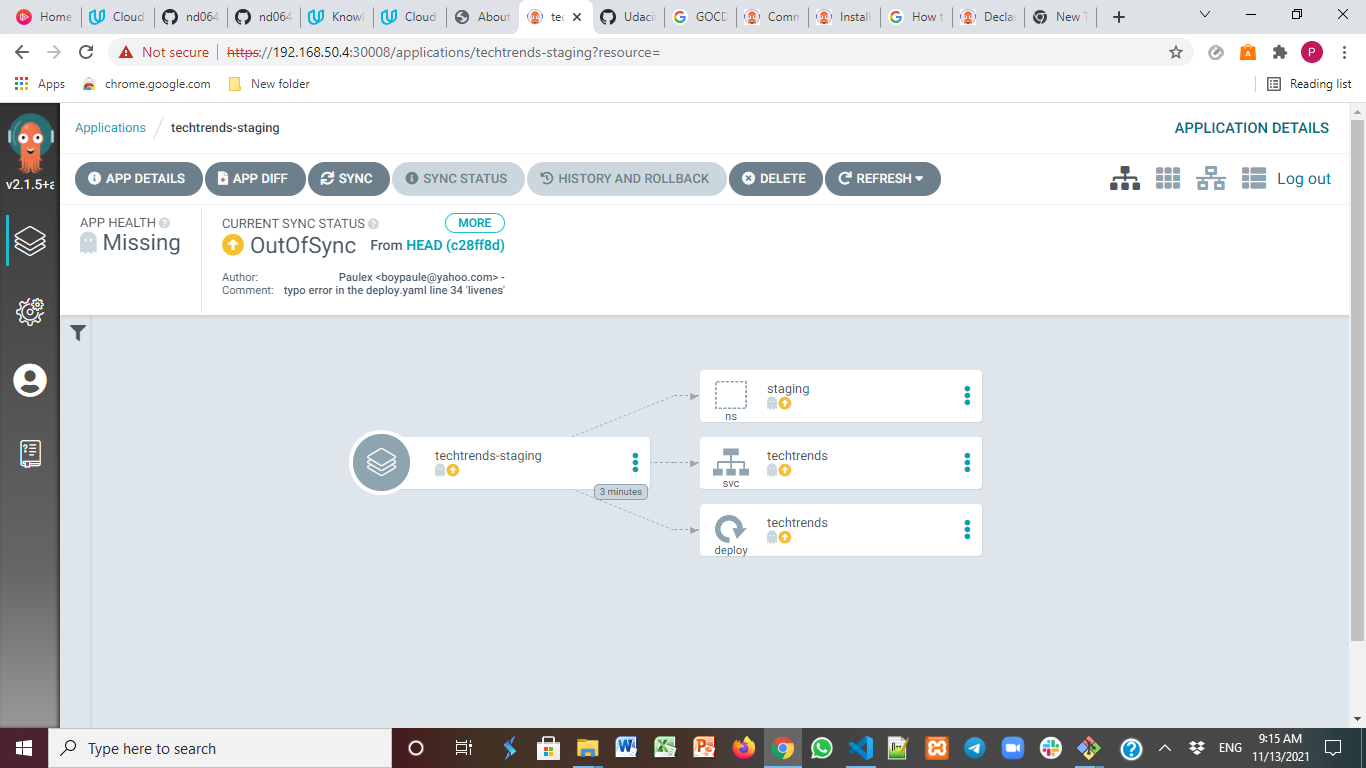 Home
Cloud
nd064
nd064
Knowl
Cloud
About
tec
Udacit
GOCD
Comm
Install
How t
Declar
New T
Not secure
https://192.168.50.4:30008/applications/techtrends-staging?resource=
P
Apps
chrome.google.com
New folder
Reading list
v2.1.5+a
Applications
techtrends-staging
APPLICATION DETAILS
APP DETAILS
APP DIFF
SYNC
SYNC STATUS
HISTORY AND ROLLBACK
DELETE
REFRESH
Log out
APP HEALTH
Missing
CURRENT SYNC STATUS
MORE
OutOfSync
From HEAD (c28ff8d)
Author: Paulex <boypaule@yahoo.com> -
Comment: typo error in the deploy.yaml line 34 'livenes'
staging
ns
techtrends-staging
3 minutes
techtrends
svc
techtrends
deploy
Type here to search
ENG
9:15 AM
11/13/2021